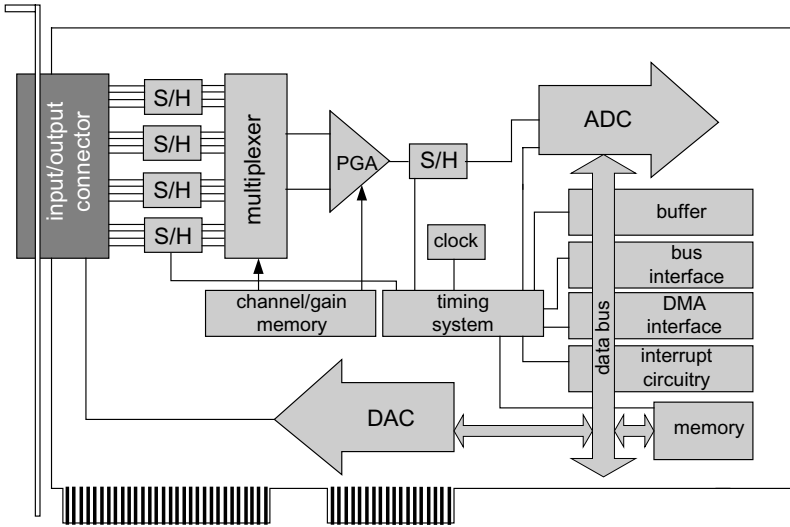 input/output
connector
S/H
S/H
S/H
S/H
multiplexer
PGA
S/H
ADC
clock
channel/gain
memory
timing
system
buffer
bus
interface
DMA
interface
interrupt
circuitry
data bus
DAC
memory